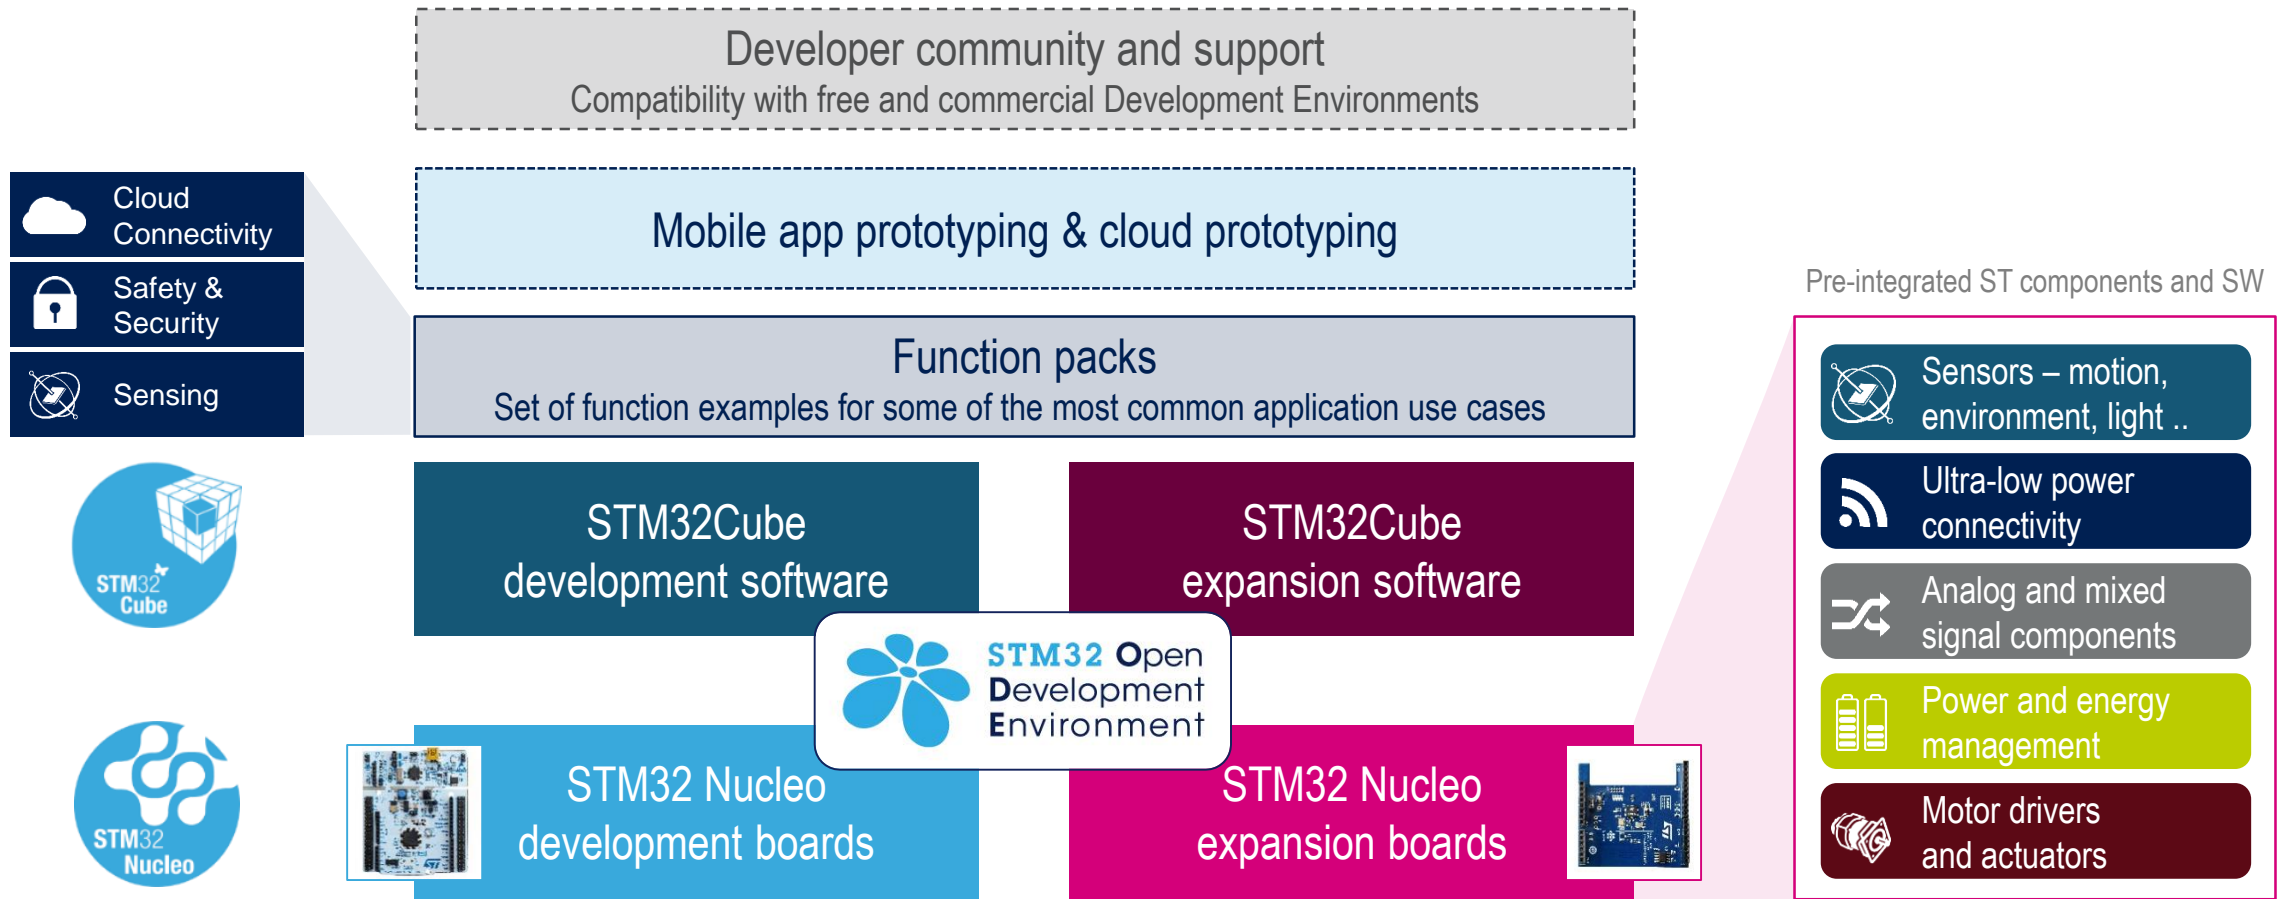 Developer community and support
Compatibility with free and commercial Development Environments
Cloud
Connectivity
Safety &
Security
Sensing
Mobile app prototyping & cloud prototyping
Function packs
Set of function examples for some of the most common application use cases
Pre-integrated ST components and SW
Sensors – motion,
environment, light ..
Ultra-low power
connectivity
Analog and mixed
signal components
Power and energy
management
Motor drivers
and actuators
STM32
Cube
STM32Cube
development software
STM32Cube
expansion software
STM32 Open
Development
Environment
STM32
Nucleo
STM32 Nucleo
development boards
STM32 Nucleo
expansion boards